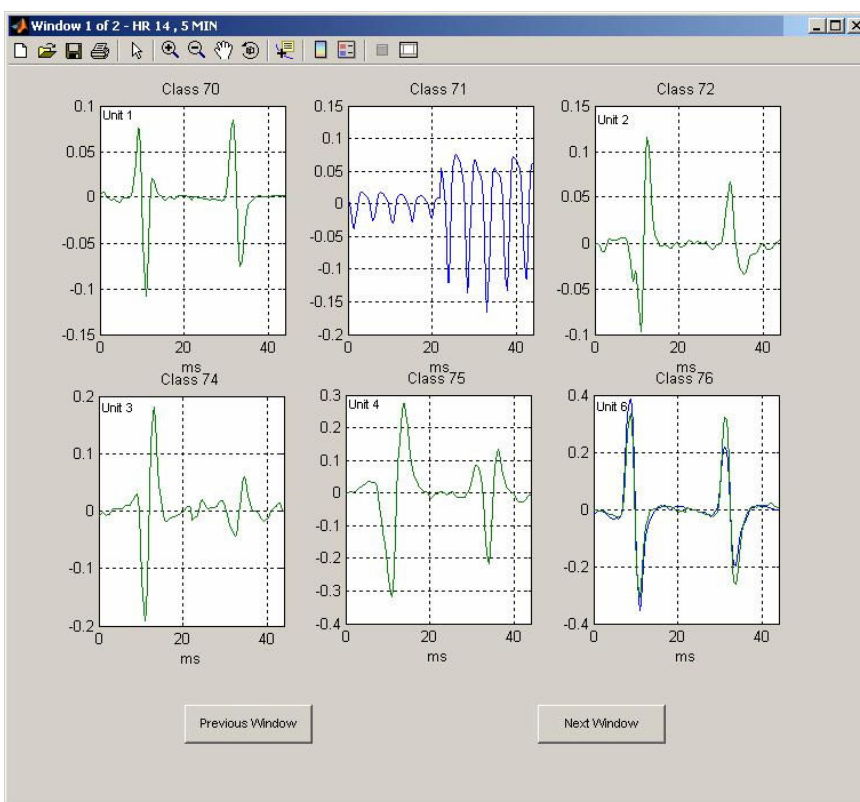 Window 1 of 2 - HR 14 , 5 MIN
Class 70
Unit 1
0.1
0.05
0
-0.05
-0.1
-0.15
0
20
40
ms
Class 71
0.15
0.1
0.05
0
-0.05
-0.1
-0.15
-0.2
0
20
40
ms
Class 72
Unit 2
0.15
0.1
0.05
0
-0.05
-0.1
0
20
40
ms
Class 74
Unit 3
0.2
0.1
0
-0.1
-0.2
0
20
40
ms
Class 75
Unit 4
0.3
0.2
0.1
0
-0.1
-0.2
-0.3
-0.4
0
20
40
ms
Class 76
Unit 6
0.4
0.2
0
-0.2
-0.4
0
20
40
ms
Previous Window
Next Window